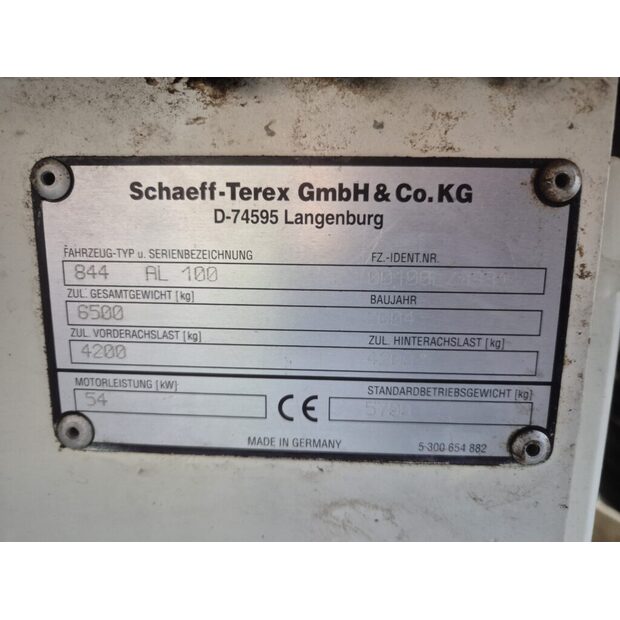 Schaeff-Terex GmbH & Co. KG
D-74595 Langenburg
FAHRZEUG-TYP u. SERIENBEZEICHNUNG
FZ.-IDENT.NR.
844 AL 100
ZUL. GESAMTGEWICHT [kg]
BAUJAHR
6500
ZUL. VORDERACHSLAST [kg]
ZUL. HINTERACHSLAST [kg]
4200
MOTORLEISTUNG [kW]
STANDARDBETRIEBSGEWICHT [kg]
54
CE
MADE IN GERMANY
5-300 654 882